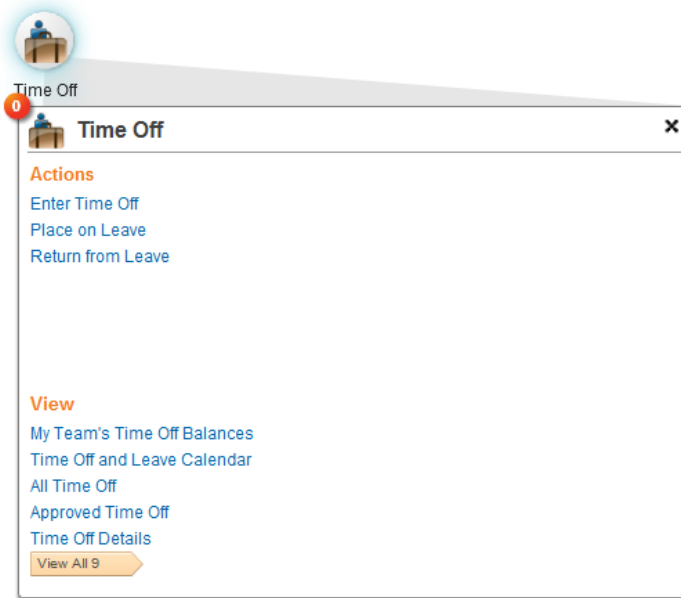 Time Off
0
Time Off
Actions
Enter Time Off
Place on Leave
Return from Leave
View
My Team's Time Off Balances
Time Off and Leave Calendar
All Time Off
Approved Time Off
Time Off Details
View All 9